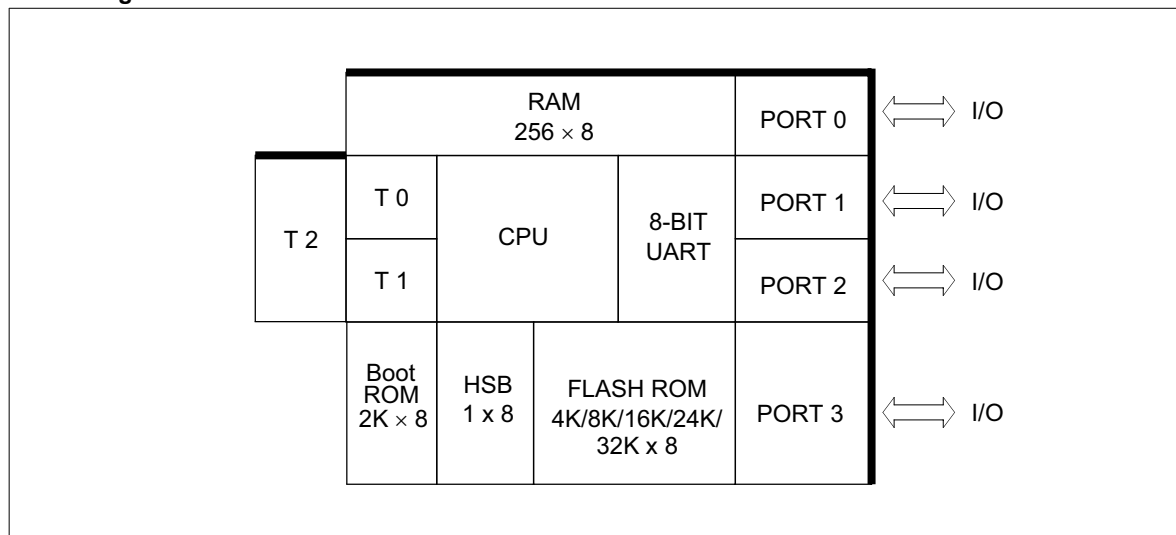 RAM
256 × 8
PORT 0
I/O
T 2
T 0
T 1
CPU
8-BIT
UART
PORT 1
I/O
PORT 2
I/O
Boot
ROM
2K × 8
HSB
1 x 8
FLASH ROM
4K/8K/16K/24K/
32K x 8
PORT 3
I/O